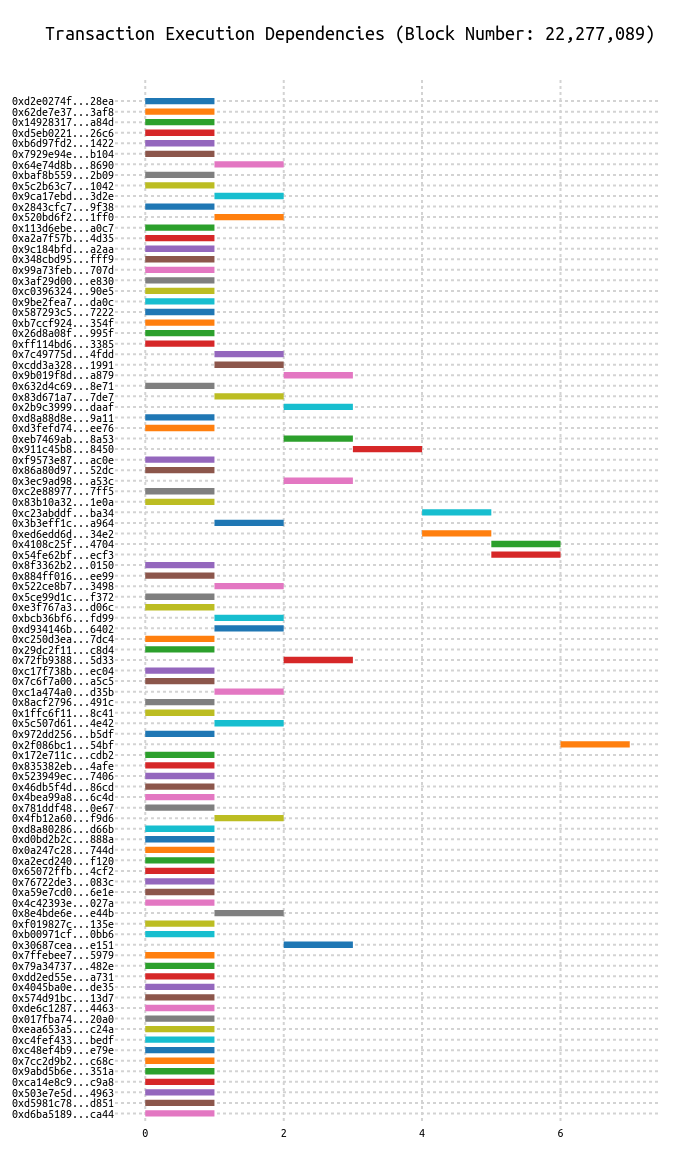 Transaction Execution Dependencies (Block Number: 22,277,089)
0xd2e0274f...28ea
0x62de7e37...3af8
0x14928317...a84d
0xd5eb0221...26c6
0xb6d97fd2...1422
0x7929e94e...b104
0x64e74d8b...8690
0xbaf8b559...2b09
0x5c2b63c7...1042
0x9ca17ebd...3d2e
0x2843cfc7...9f38
0x520bd6f2...1ff0
0x113d6ebe...a0c7
0xa2a7f57b...4d35
0x9c184bfd...a2aa
0x348cbd95...fff9
0x99a73feb...707d
0x3af29d00...e830
0xc0396324...90e5
0x9be2fea7...da0c
0x587293c5...7222
0xb7ccf924...354f
0x26d8a08f...995f
0xff114bd6...3385
0x7c49775d...4fdd
0xcdd3a328...1991
0x9b019f8d...a879
0x632d4c69...8e71
0x83d671a7...7de7
0x2b9c3999...daaf
0xd8a88d8e...9a11
0xd3fefd74...ee76
0xeb7469ab...8a53
0x911c45b8...8450
0xf9573e87...ac0e
0x86a80d97...52dc
0x3ec9ad98...a53c
0xc2e88977...7ff5
0x83b10a32...1e0a
0xc23abddf...ba34
0x3b3eff1c...a964
0xed6edd6d...34e2
0x4108c25f...4704
0x54fe62bf...ecf3
0x8f3362b2...0150
0x884ff016...ee99
0x522ce8b7...3498
0x5ce99d1c...f372
0xe3f767a3...d06c
0xbcb36bf6...fd99
0xd934146b...6402
0xc250d3ea...7dc4
0x29dc2f11...c8d4
0x72fb9388...5d33
0xc17f738b...ec04
0x7c6f7a00...a5c5
0xc1a474a0...d35b
0x8acf2796...491c
0x1ffc6f11...8c41
0x5c507d61...4e42
0x972dd256...b5df
0x2f086bc1...54bf
0x172e711c...cdb2
0x835382eb...4afe
0x523949ec...7406
0x46db5f4d...86cd
0x4bea99a8...6c4d
0x781ddf48...0e67
0x4fb12a60...f9d6
0xd8a80286...d66b
0xd0bd2b2c...888a
0x0a247c28...744d
0xa2ecd240...f120
0x65072ffb...4cf2
0x76722de3...083c
0xa59e7cd0...6e1e
0x4c42393e...027a
0x8e4bde6e...e44b
0xf019827c...135e
0xb00971cf...0bb6
0x30687cea...e151
0x7ffebee7...5979
0x79a34737...482e
0xdd2ed55e...a731
0x4045ba0e...de35
0x574d91bc...13d7
0xde6c1287...4463
0x017fba74...20a0
0xeaa653a5...c24a
0xc4fef433...bedf
0xc48ef4b9...e79e
0x7cc2d9b2...c68c
0x9abd5b6e...351a
0xca14e8c9...c9a8
0x503e7e5d...4963
0xd5981c78...d851
0xd6ba5189...ca44
0 2 4 6